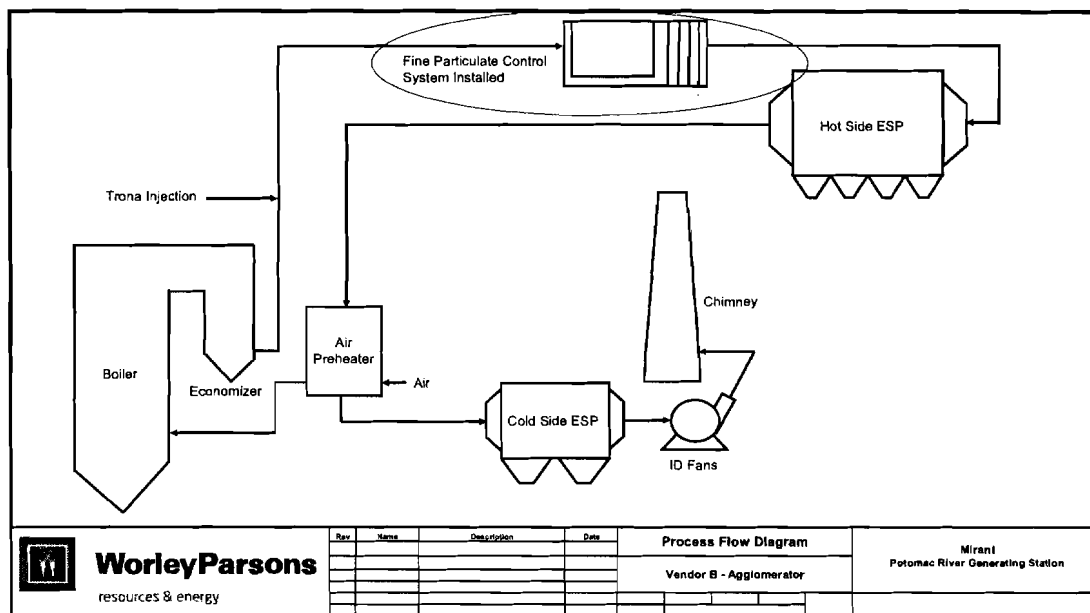 Fine Particulate Control
System Installed
Hot Side ESP
Trona Injection
Chimney
Boiler
Economizer
Air
Preheater
Air
Cold Side ESP
ID Fans
WorleyParsons
resources & energy
Rev Name Description Date
Process Flow Diagram
Vendor B - Agglomerator
Mirant
Potomac River Generating Station